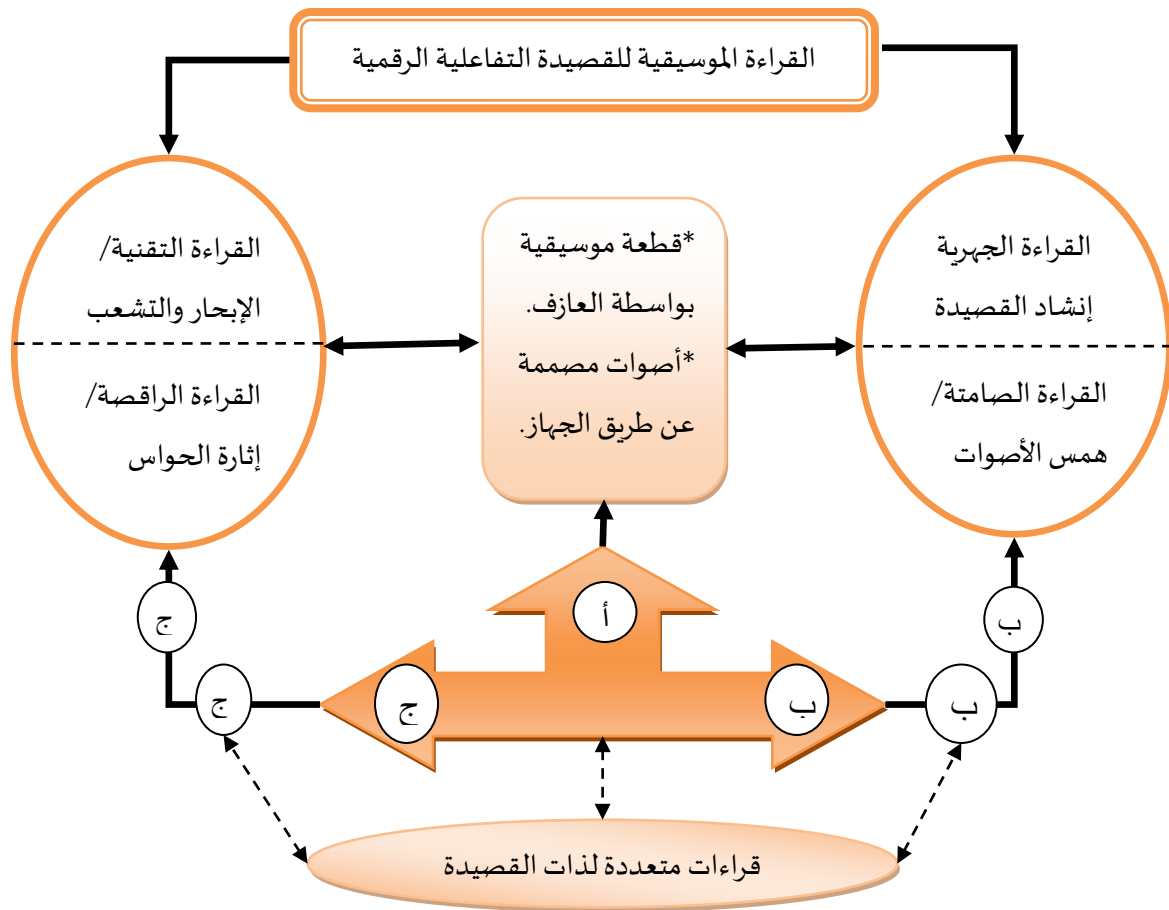 القراءة الموسيقية للقصيدة التفاعلية الرقمية
القراءة الجهرية
إنشاد القصيدة
القراءة الصامتة/
همس الأصوات
*قطعة موسيقية
بواسطة العازف.
*أصوات مصممة
عن طريق الجهاز.
القراءة التقنية/
الإبحار والتشعب
القراءة الراقصة/
إثارة الحواس
أ
ب
ب
ب
ج
ج
ج
قراءات متعددة لذات القصيدة